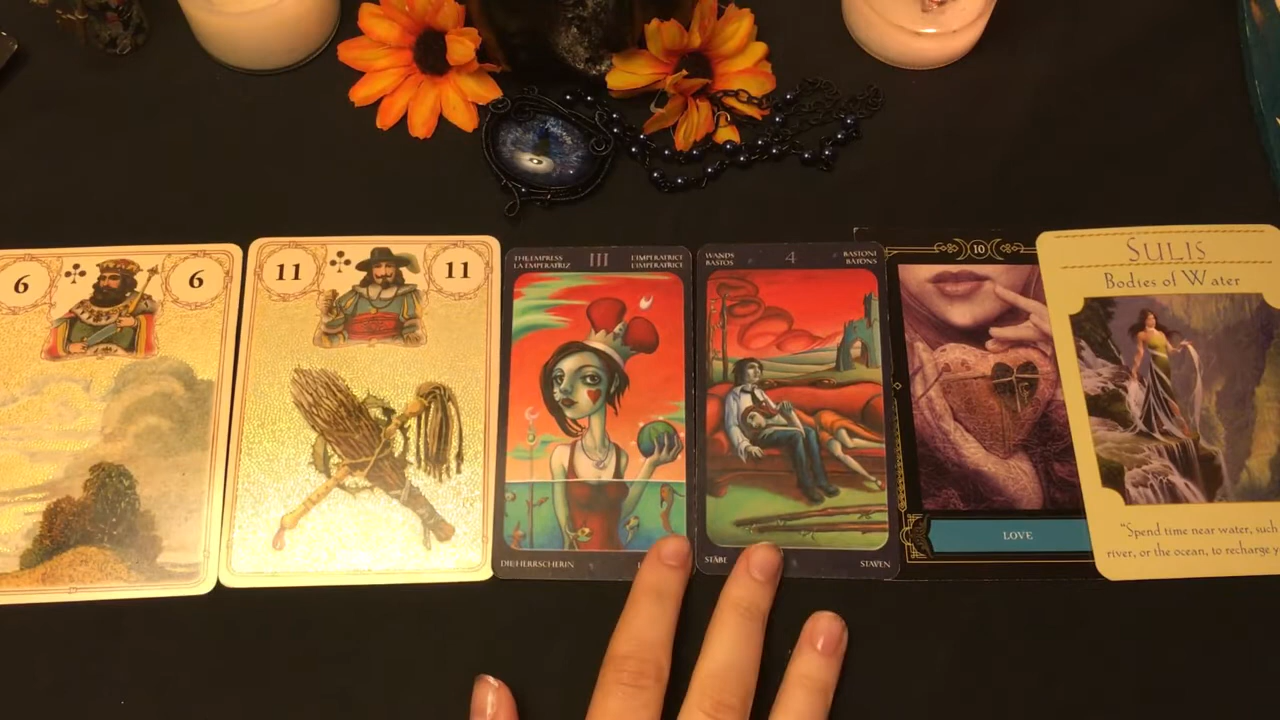 6 6
11 11
THE EMPRESS III L'IMPERATRICE
LA EMPERATRIZ L'IMPÉRATRICE
DIE HERRSCHERIN
WANDS 4 BASTONI
BASTOS BATONS
STÄBE STAVEN
10
LOVE
SULIS
Bodies of Water
"Spend time near water, such
river, or the ocean, to recharge